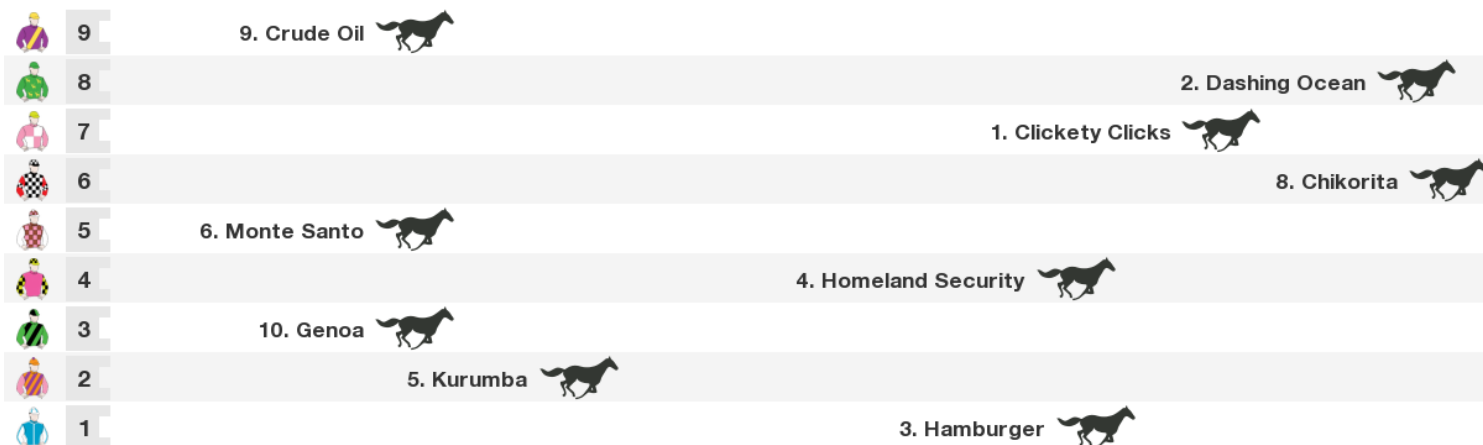 9 9. Crude Oil
8 2. Dashing Ocean
7 1. Clickety Clicks
6 8. Chikorita
5 6. Monte Santo
4 4. Homeland Security
3 10. Genoa
2 5. Kurumba
1 3. Hamburger